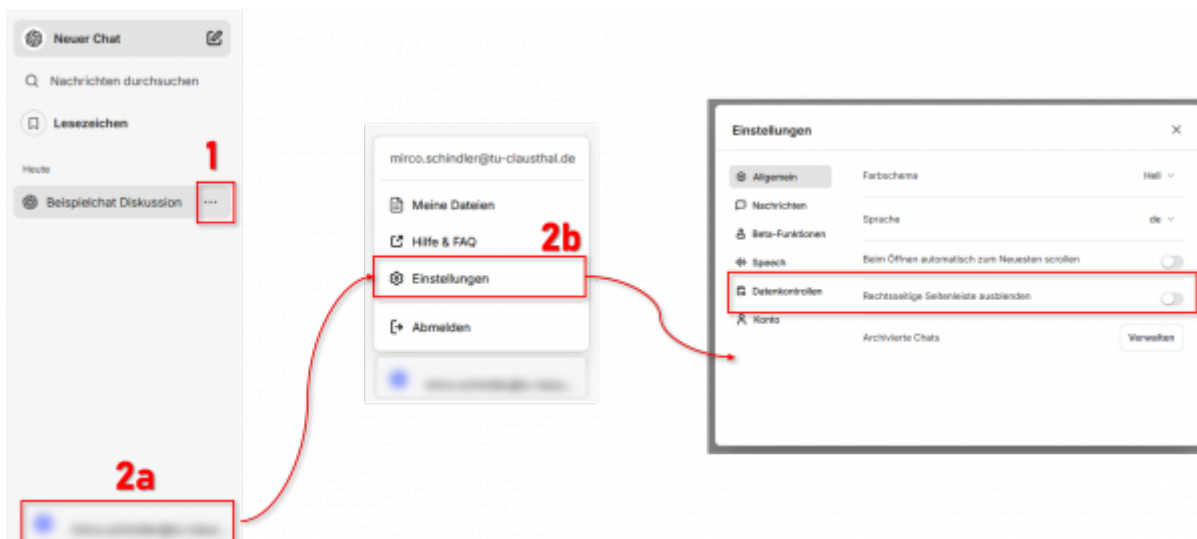 Neuer Chat
Nachrichten durchsuchen
Lesezeichen
Heute
1
Beispielchat Diskussion
2a
mirco.schindler@tu-clausthal.de
Meine Dateien
Hilfe & FAQ
2b
Einstellungen
Abmelden
Einstellungen
Allgemein
Farbschema
Hell
Nachrichten
Sprache
de
Beta-Funktionen
Speech
Beim Öffnen automatisch zum Neuesten scrollen
Datenkontrollen
Rechtsseitige Seitenleiste ausblenden
Konto
Archivierte Chats
Verwalten